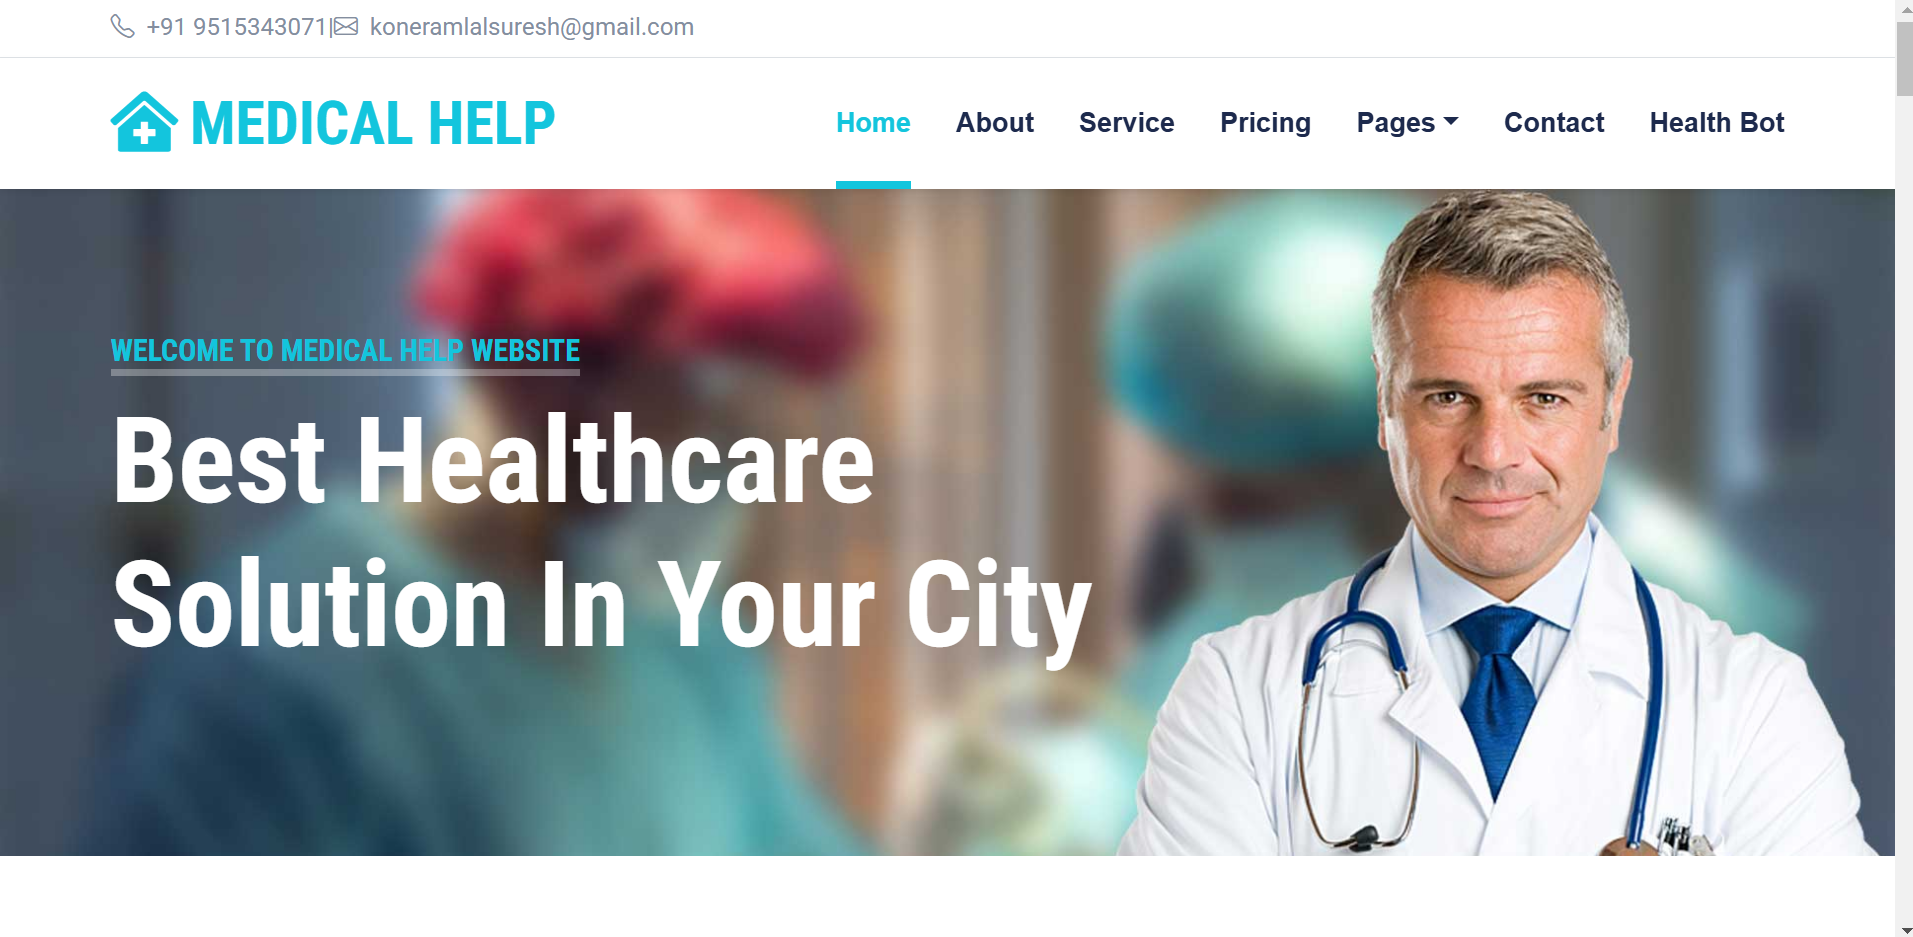 +91 9515343071|koneramlalsuresh@gmail.com
MEDICAL HELP
Home About Service Pricing Pages Contact Health Bot
WELCOME TO MEDICAL HELP WEBSITE
Best Healthcare
Solution In Your City